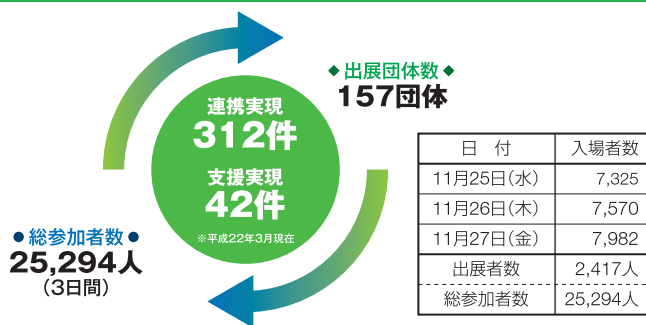 ◆ 出展団体数 ◆
157団体
連携実現
312件
支援実現
42件
※平成22年3月現在
● 総参加者数 ●
25,294人
（3日間）
日　付 入場者数
11月25日（水） 7,325
11月26日（木） 7,570
11月27日（金） 7,982
出展者数 2,417人
総参加者数 25,294人